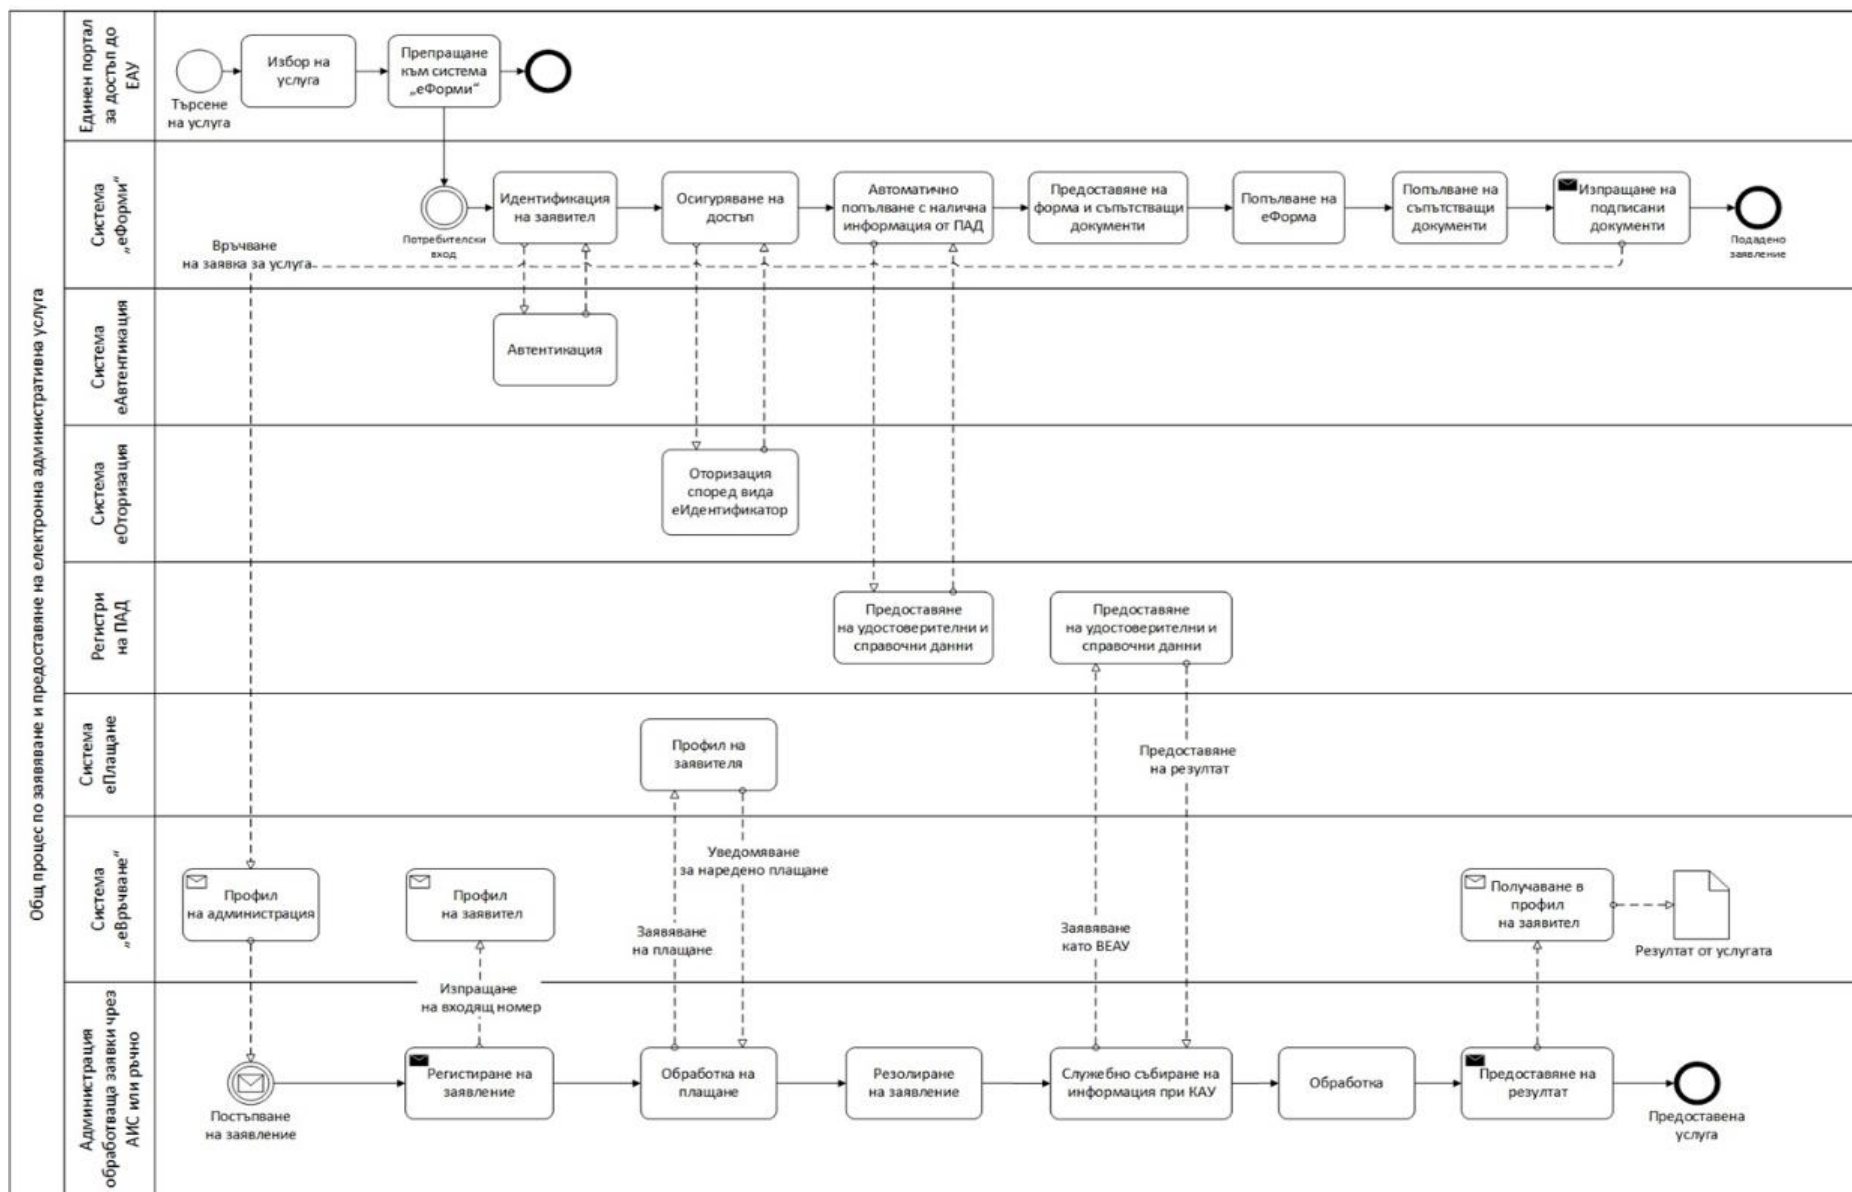 Общ процес по заявяване и предоставяне на електронна административна услуга
Единен портал
за достъп до
ЕАУ
Търсене
на услуга
Избор на
услуга
Препращане
към система
„еФорми“
Система
„еФорми“
Потребителски
вход
Идентификация
на заявител
Осигуряване на
достъп
Автоматично
попълване с налична
информация от ПАД
Предоставяне на
форма и съпътстващи
документи
Попълване на
еФорма
Попълване на
съпътстващи
документи
Изпращане на
подписани
документи
Подадено
заявление
Връчване
на заявка за услуга
Система
еАвтентикация
Автентикация
Система
еОторизация
Оторизация
според вида
еИдентификатор
Регистри
на ПАД
Предоставяне
на удостоверителни и
справочни данни
Предоставяне
на удостоверителни и
справочни данни
Система
еПлащане
Профил на
заявителя
Предоставяне
на резултат
Система
„еВръчване“
Профил
на администрация
Профил
на заявител
Уведомяване
за наредено плащане
Заявяване
на плащане
Заявяване
като ВЕАУ
Получаване в
профил
на заявител
Резултат от услугата
Администрация
обработваща заявки чрез
АИС или ръчно
Изпращане
на входящ номер
Постъпване
на заявление
Регистиране на
заявление
Обработка на
плащане
Резолиране
на заявление
Служебно събиране на
информация при КАУ
Обработка
Предоставяне на
резултат
Предоставена
услуга